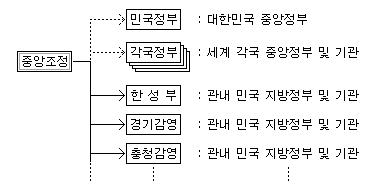 민국정부 : 대한민국 중앙정부
각국정부 : 세계 각국 중앙정부 및 기관
중앙조정
한 성 부 : 관내 민국 지방정부 및 기관
경기감영 : 관내 민국 지방정부 및 기관
충청감영 : 관내 민국 지방정부 및 기관